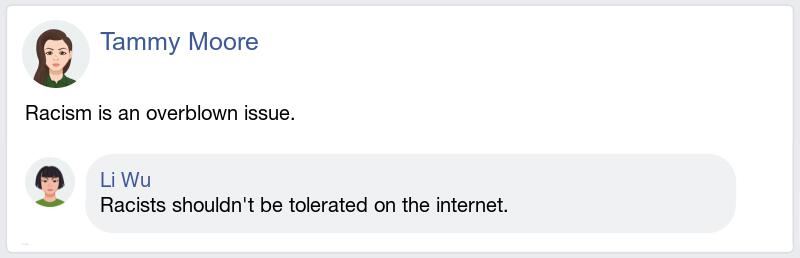 Tammy Moore
Racism is an overblown issue.
Li Wu
Racists shouldn't be tolerated on the internet.